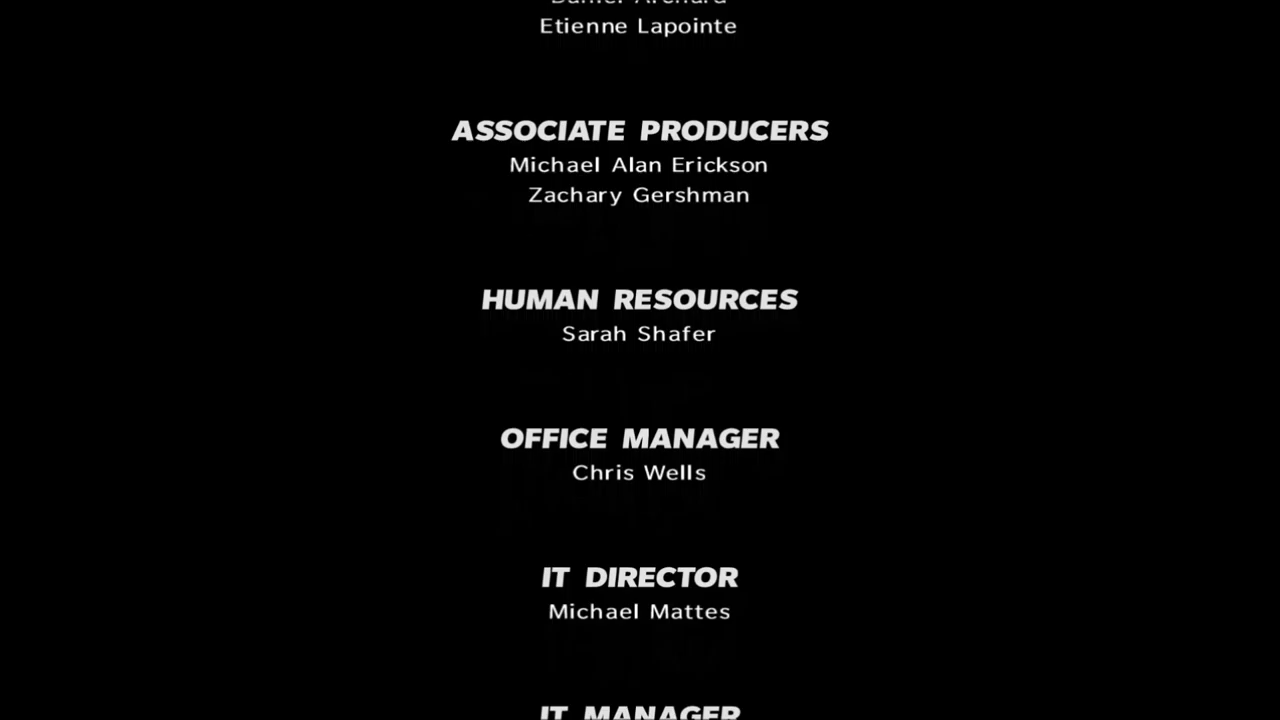 Etienne Lapointe
ASSOCIATE PRODUCERS
Michael Alan Erickson
Zachary Gershman
HUMAN RESOURCES
Sarah Shafer
OFFICE MANAGER
Chris Wells
IT DIRECTOR
Michael Mattes
IT MANAGER